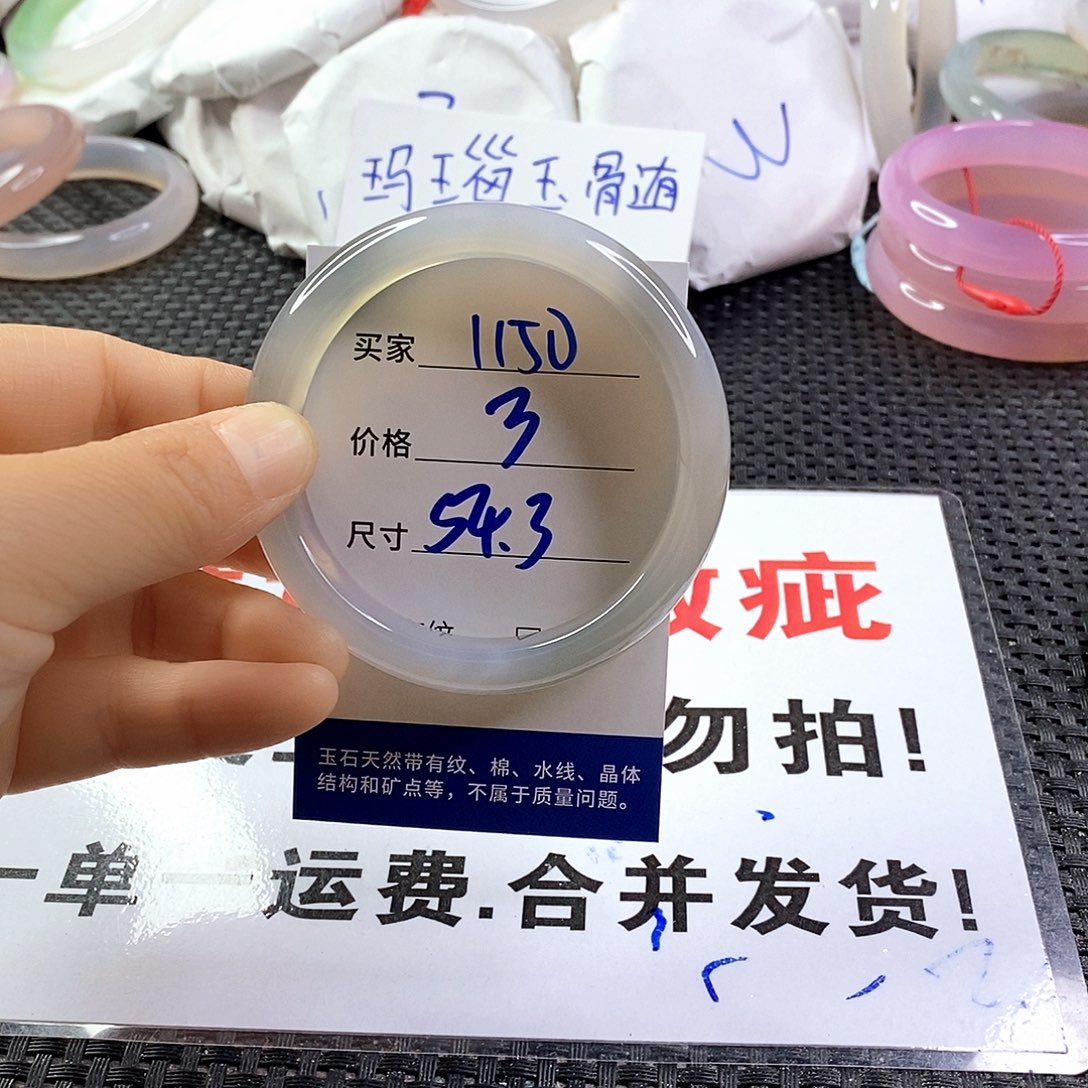 玛瑙玉骨随
买家 1150
价格 3
尺寸 54.3
玉石天然带有纹、棉、水线、晶体
结构和矿点等，不属于质量问题。
疵
勿拍!
一单一运费.合并发货!